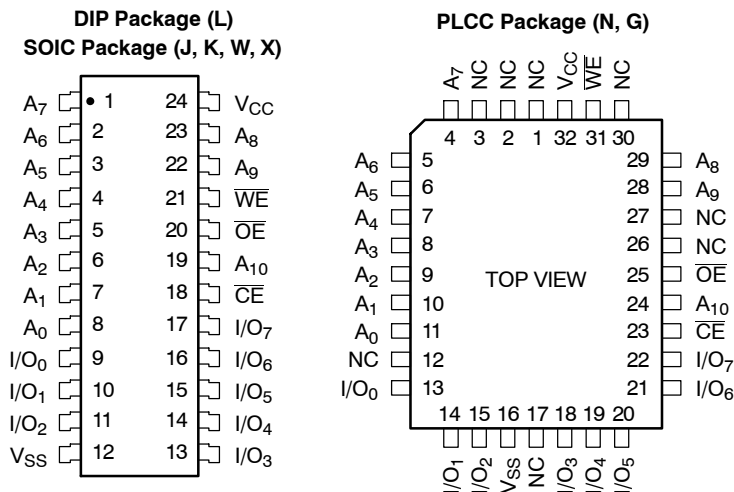 DIP Package (L)
SOIC Package (J, K, W, X)
A7 1 24 VCC
A6 2 23 A8
A5 3 22 A9
A4 4 21 W̅E̅
A3 5 20 O̅E̅
A2 6 19 A10
A1 7 18 C̅E̅
A0 8 17 I/O7
I/O0 9 16 I/O6
I/O1 10 15 I/O5
I/O2 11 14 I/O4
VSS 12 13 I/O3
PLCC Package (N, G)
A7 NC NC NC VCC W̅E̅ NC
4 3 2 1 32 31 30
A6 5 29 A8
A5 6 28 A9
A4 7 27 NC
A3 8 26 NC
A2 9 TOP VIEW 25 O̅E̅
A1 10 24 A10
A0 11 23 C̅E̅
NC 12 22 I/O7
I/O0 13 21 I/O6
14 15 16 17 18 19 20
I/O1 I/O2 VSS NC I/O3 I/O4 I/O5